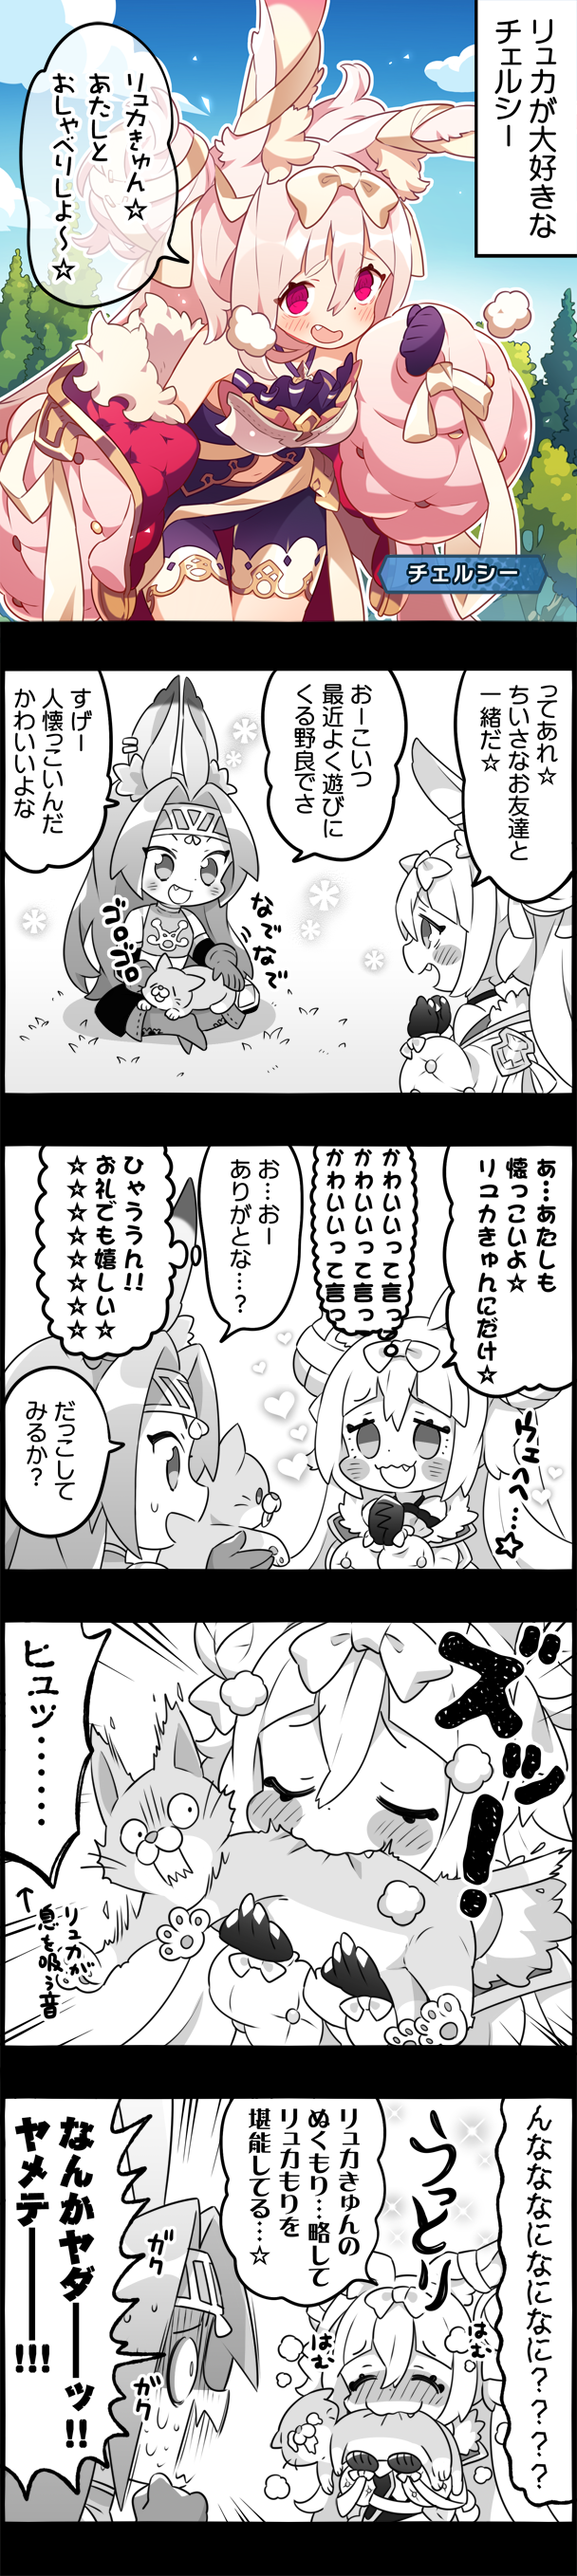 リュカが大好きな
チェルシー
リュカきゅん☆
あたしと
おしゃべりしよ～☆
チェルシー
ってあれ☆
ちいさなお友達と
一緒だ☆
おーこいつ
最近よく遊びに
くる野良でさ
なでなで
ゴロゴロ
すげー
人懐っこいんだ
かわいいよな
あ…あたしも
懐っこいよ☆
リュカきゅんにだけ☆
かわいいって言っ
かわいいって言っ
かわいいって言っ
ウェヘヘ…☆
お…おー
ありがとな…?
ひゃううん!!
お礼でも嬉しい☆
☆☆☆☆☆☆☆☆
だっこして
みるか?
ズッ
ー!
ヒュッ……
↑
リュカが
息を吸う音
んなななになになに????
うっとり
はむ
はむ
リュカきゅんの
ぬくもり…略して
リュカもりを
堪能してる…☆
ガク
ガク
なんかヤダーッ!!
ヤメテー!!!